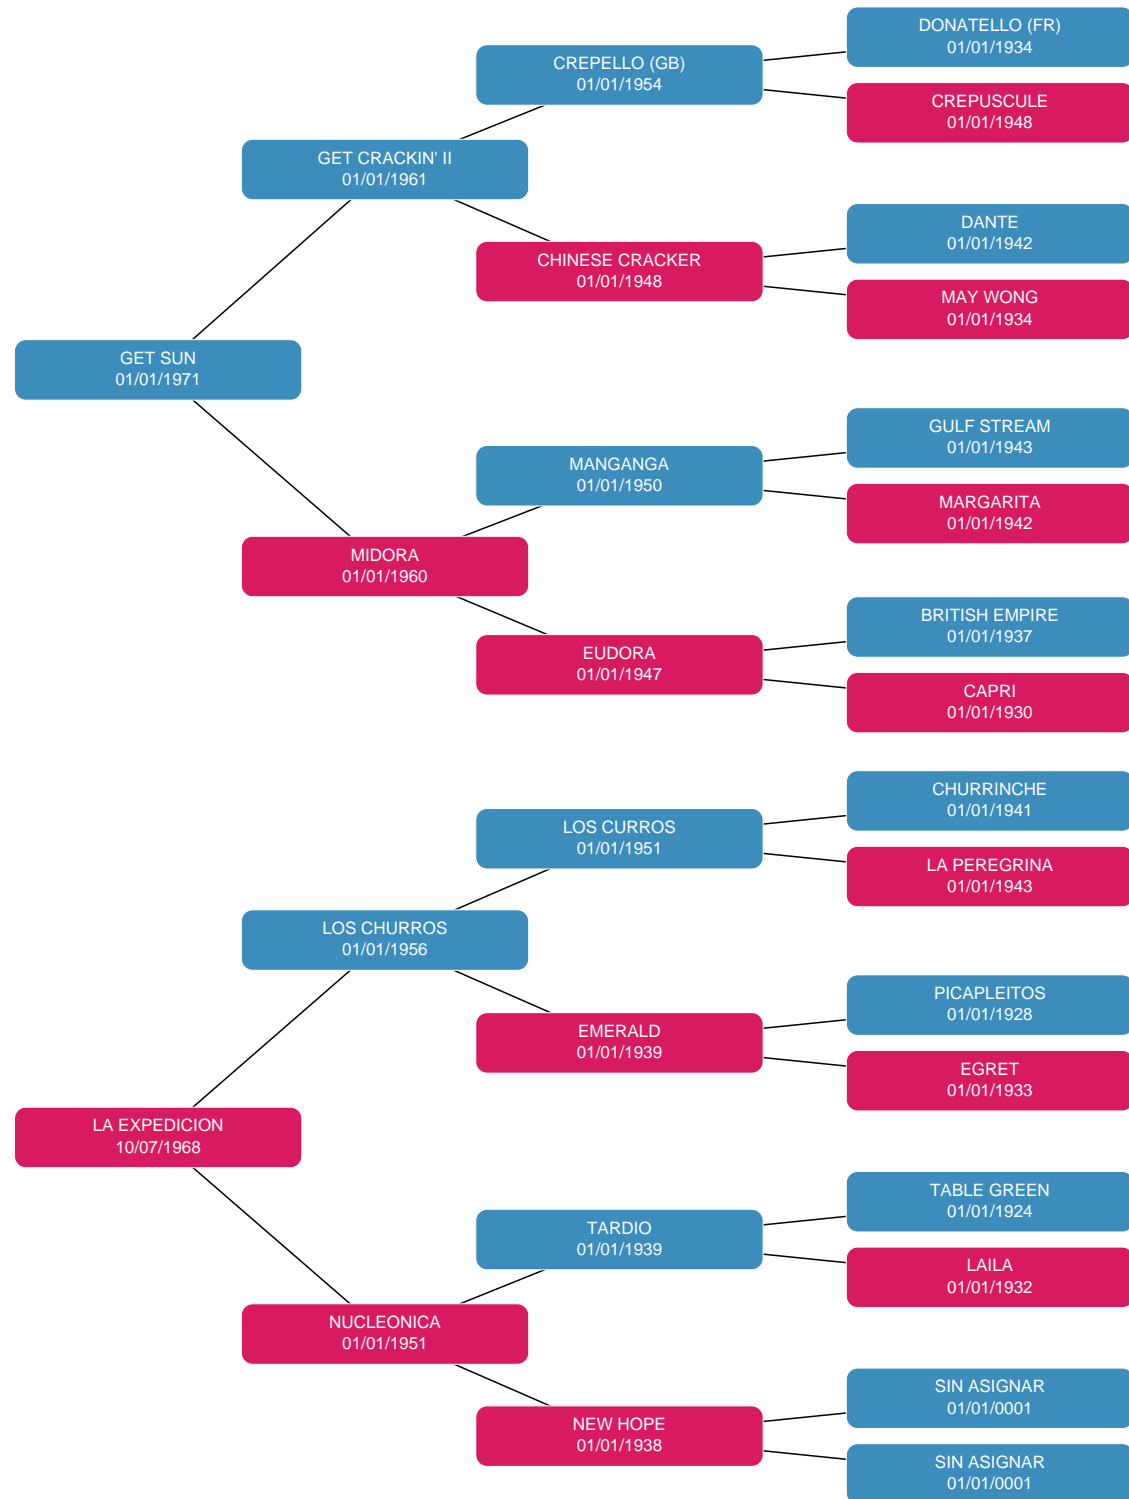 DONATELLO (FR)
01/01/1934
CREPELLO (GB)
01/01/1954
CREPUSCULE
01/01/1948
GET CRACKIN' II
01/01/1961
DANTE
01/01/1942
CHINESE CRACKER
01/01/1948
MAY WONG
01/01/1934
GET SUN
01/01/1971
GULF STREAM
01/01/1943
MANGANGA
01/01/1950
MARGARITA
01/01/1942
MIDORA
01/01/1960
BRITISH EMPIRE
01/01/1937
EUDORA
01/01/1947
CAPRI
01/01/1930
CHURRINCHE
01/01/1941
LOS CURROS
01/01/1951
LA PEREGRINA
01/01/1943
LOS CHURROS
01/01/1956
PICAPLEITOS
01/01/1928
EMERALD
01/01/1939
EGRET
01/01/1933
LA EXPEDICION
10/07/1968
TABLE GREEN
01/01/1924
TARDIO
01/01/1939
LAILA
01/01/1932
NUCLEONICA
01/01/1951
SIN ASIGNAR
01/01/0001
NEW HOPE
01/01/1938
SIN ASIGNAR
01/01/0001